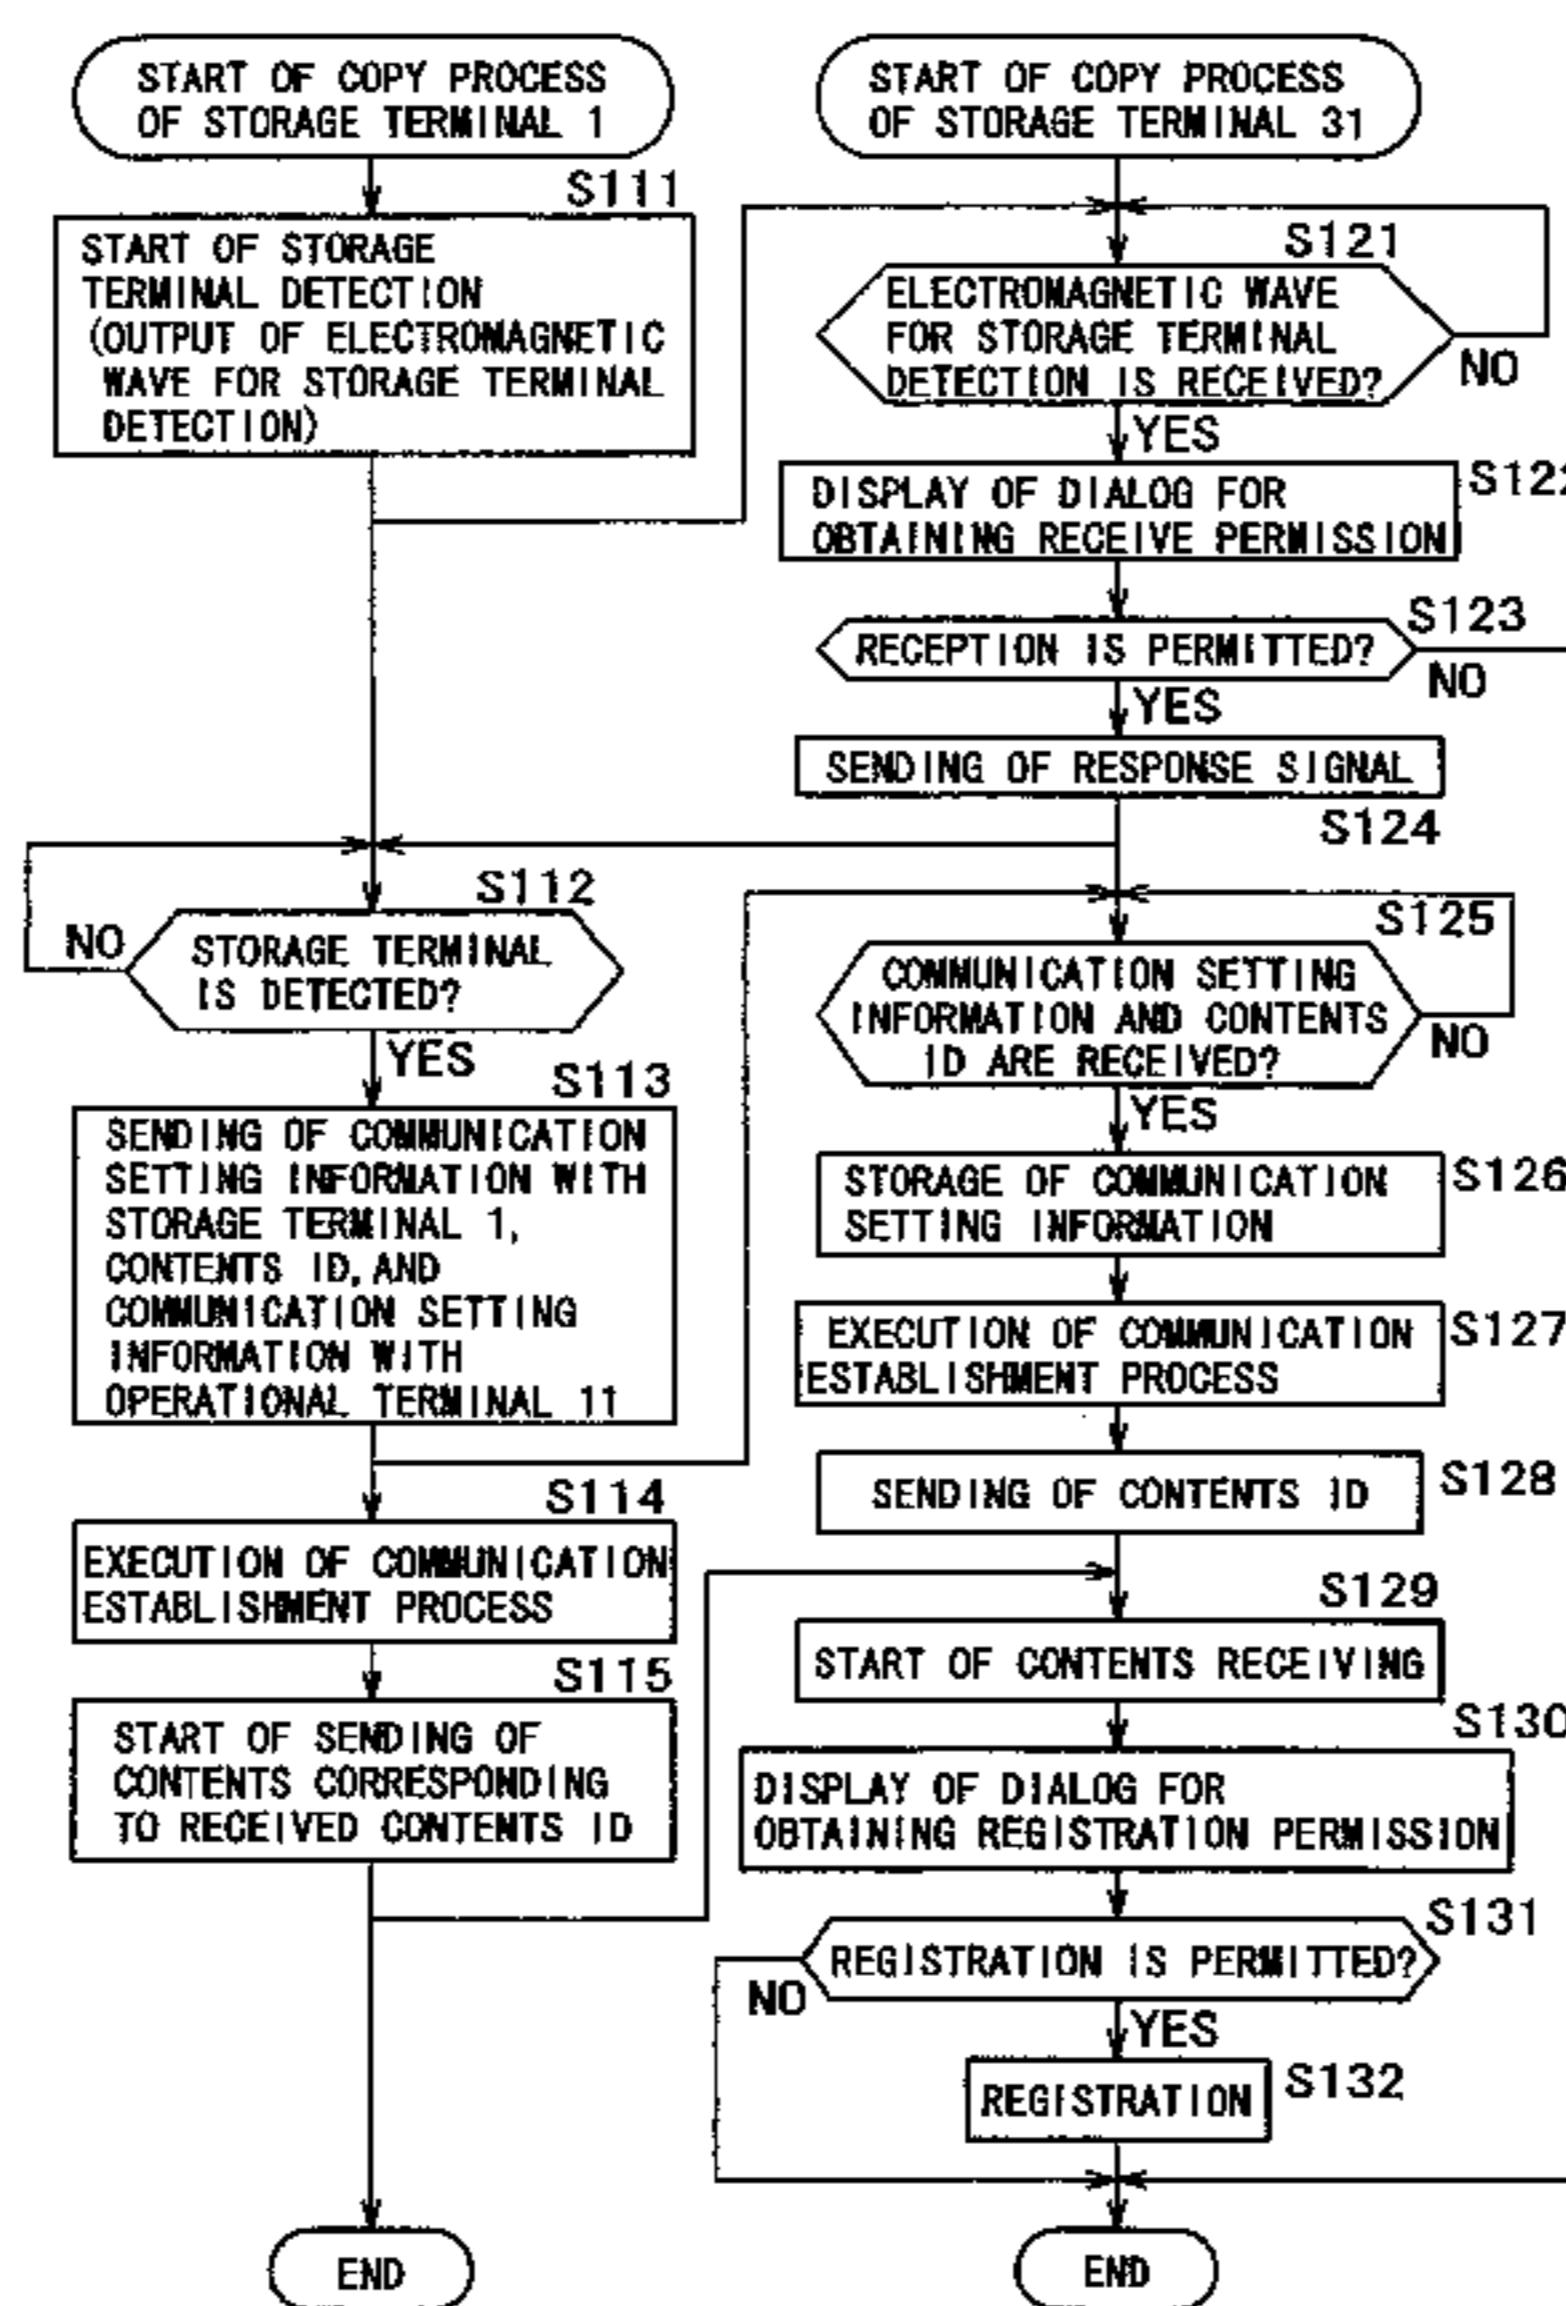 START OF COPY PROCESS
OF STORAGE TERMINAL 1
S111
START OF STORAGE
TERMINAL DETECTION
(OUTPUT OF ELECTROMAGNETIC
WAVE FOR STORAGE TERMINAL
DETECTION)
S112
STORAGE TERMINAL
IS DETECTED?
NO
YES
S113
SENDING OF COMMUNICATION
SETTING INFORMATION WITH
STORAGE TERMINAL 1,
CONTENTS ID, AND
COMMUNICATION SETTING
INFORMATION WITH
OPERATIONAL TERMINAL 11
S114
EXECUTION OF COMMUNICATION
ESTABLISHMENT PROCESS
S115
START OF SENDING OF
CONTENTS CORRESPONDING
TO RECEIVED CONTENTS ID
END
START OF COPY PROCESS
OF STORAGE TERMINAL 31
S121
ELECTROMAGNETIC WAVE
FOR STORAGE TERMINAL
DETECTION IS RECEIVED?
NO
YES
S122
DISPLAY OF DIALOG FOR
OBTAINING RECEIVE PERMISSION
S123
RECEPTION IS PERMITTED?
NO
YES
SENDING OF RESPONSE SIGNAL
S124
S125
COMMUNICATION SETTING
INFORMATION AND CONTENTS
ID ARE RECEIVED?
NO
YES
S126
STORAGE OF COMMUNICATION
SETTING INFORMATION
S127
EXECUTION OF COMMUNICATION
ESTABLISHMENT PROCESS
S128
SENDING OF CONTENTS ID
S129
START OF CONTENTS RECEIVING
S130
DISPLAY OF DIALOG FOR
OBTAINING REGISTRATION PERMISSION
S131
REGISTRATION IS PERMITTED?
NO
YES
S132
REGISTRATION
END